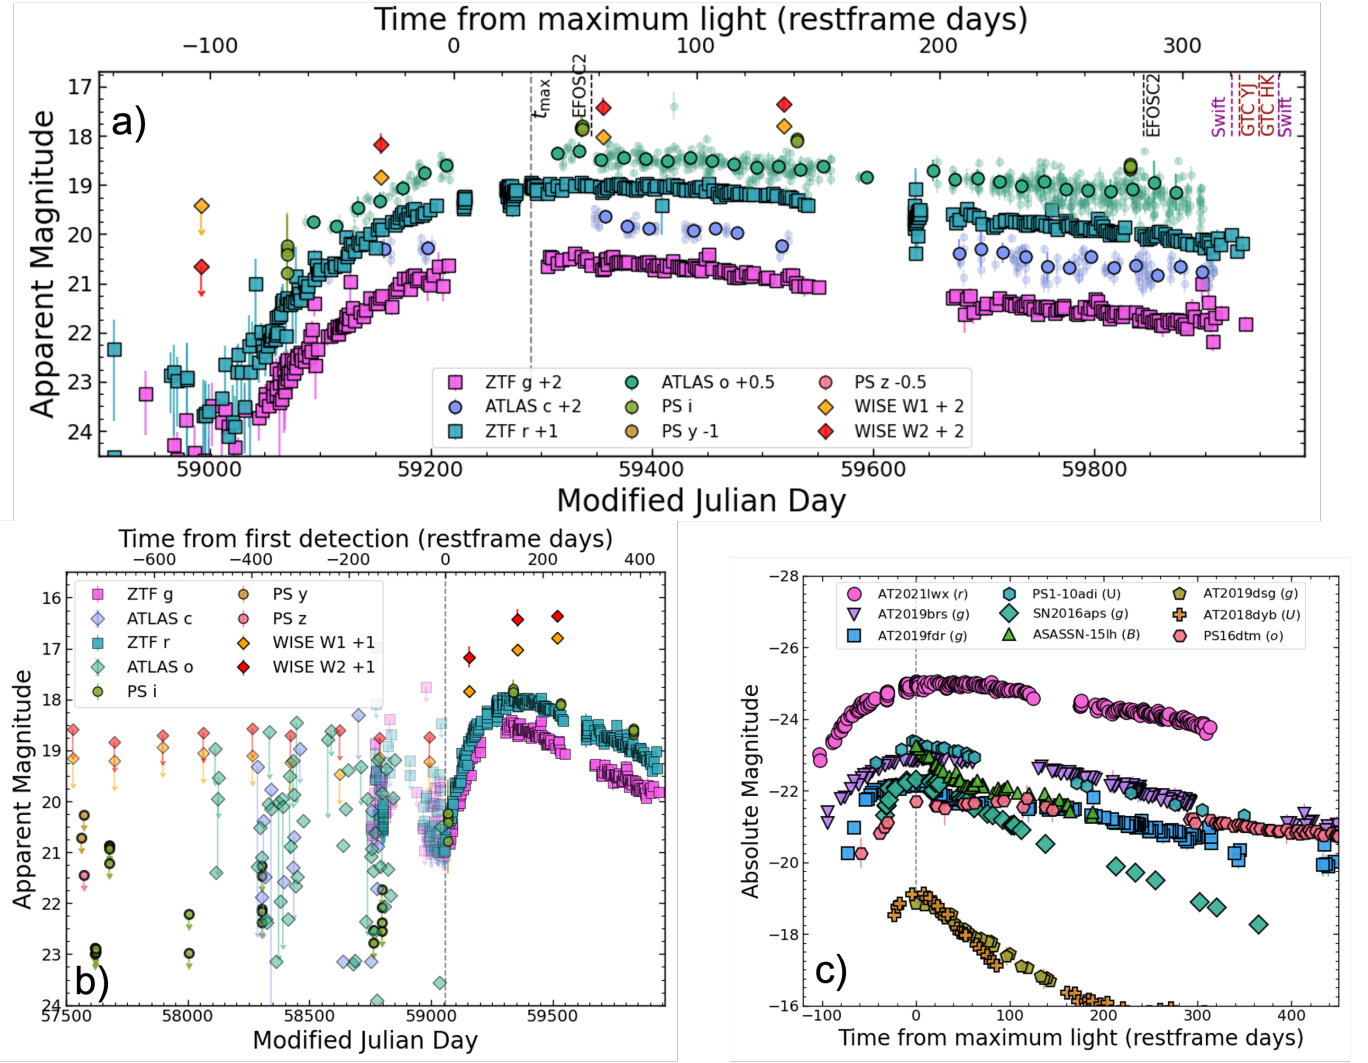 Time from maximum light (restframe days)
−100 0 100 200 300
a)
17
18
19
20
21
22
23
24
Apparent Magnitude
t_max
EFOSC2
EFOSC2
Swift
GTC YJ
GTC HK
Swift
ZTF g +2
ATLAS c +2
ZTF r +1
ATLAS o +0.5
PS i
PS y -1
PS z -0.5
WISE W1 + 2
WISE W2 + 2
59000 59200 59400 59600 59800
Modified Julian Day
Time from first detection (restframe days)
−600 −400 −200 0 200 400
16
17
18
19
20
21
22
23
24
Apparent Magnitude
ZTF g
ATLAS c
ZTF r
ATLAS o
PS i
PS y
PS z
WISE W1 +1
WISE W2 +1
b)
57500 58000 58500 59000 59500
Modified Julian Day
−28
−26
−24
−22
−20
−18
−16
Absolute Magnitude
AT2021lwx (r)
AT2019brs (g)
AT2019fdr (g)
PS1-10adi (U)
SN2016aps (g)
ASASSN-15lh (B)
AT2019dsg (g)
AT2018dyb (U)
PS16dtm (o)
c)
−100 0 100 200 300 400
Time from maximum light (restframe days)